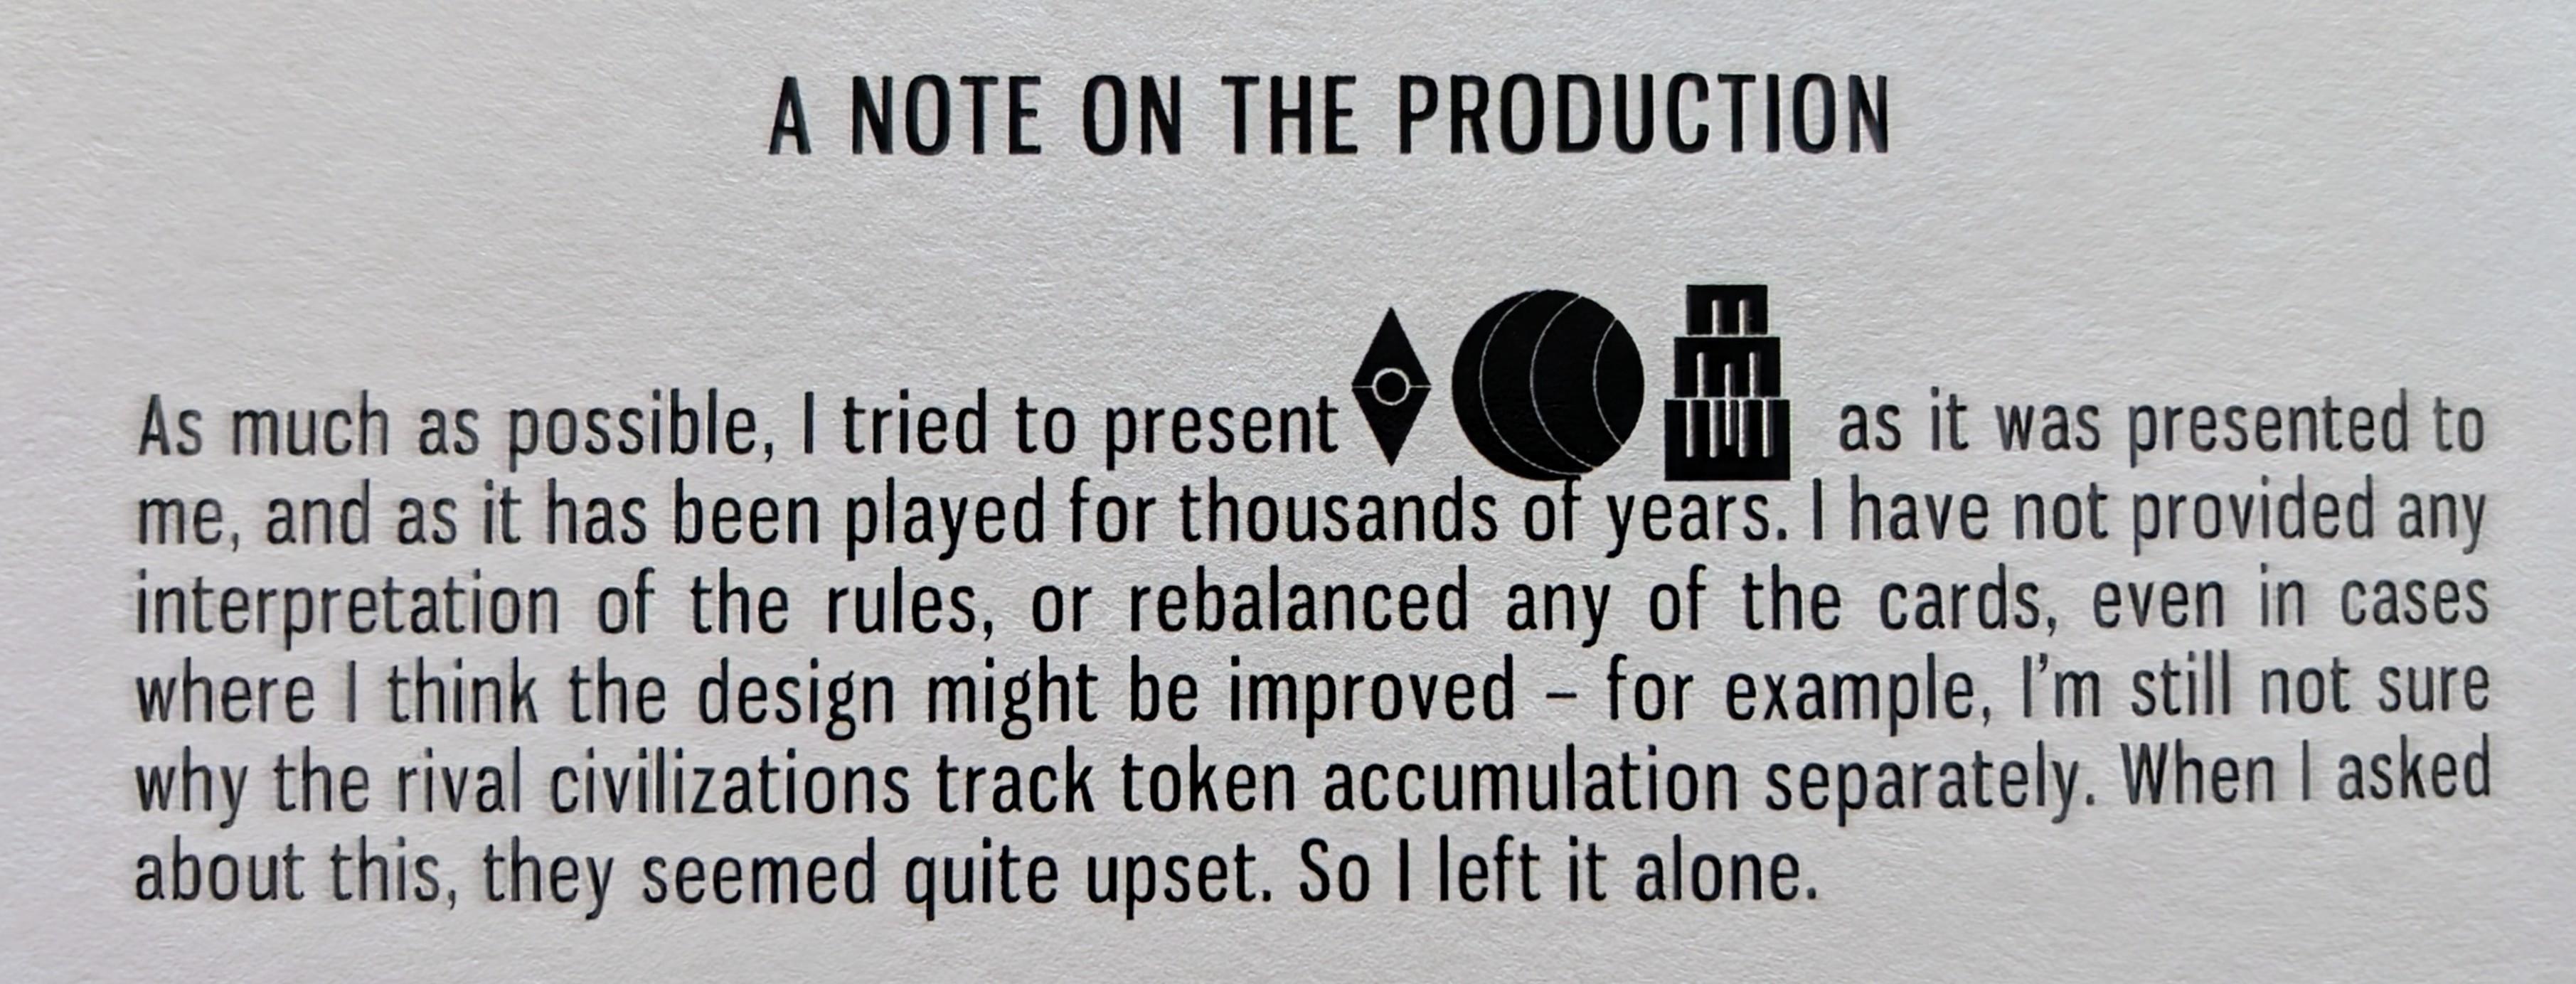 A NOTE ON THE PRODUCTION
As much as possible, I tried to present as it was presented to
me, and as it has been played for thousands of years. I have not provided any
interpretation of the rules, or rebalanced any of the cards, even in cases
where I think the design might be improved – for example, I'm still not sure
why the rival civilizations track token accumulation separately. When I asked
about this, they seemed quite upset. So I left it alone.